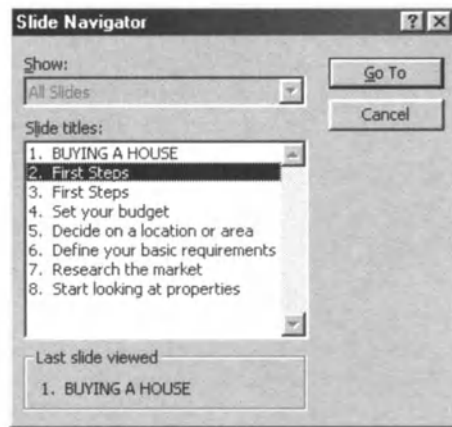 Slide Navigator
Show:
All Slides
Go To
Cancel
Slide titles:
1. BUYING A HOUSE
2. First Steps
3. First Steps
4. Set your budget
5. Decide on a location or area
6. Define your basic requirements
7. Research the market
8. Start looking at properties
Last slide viewed
1. BUYING A HOUSE